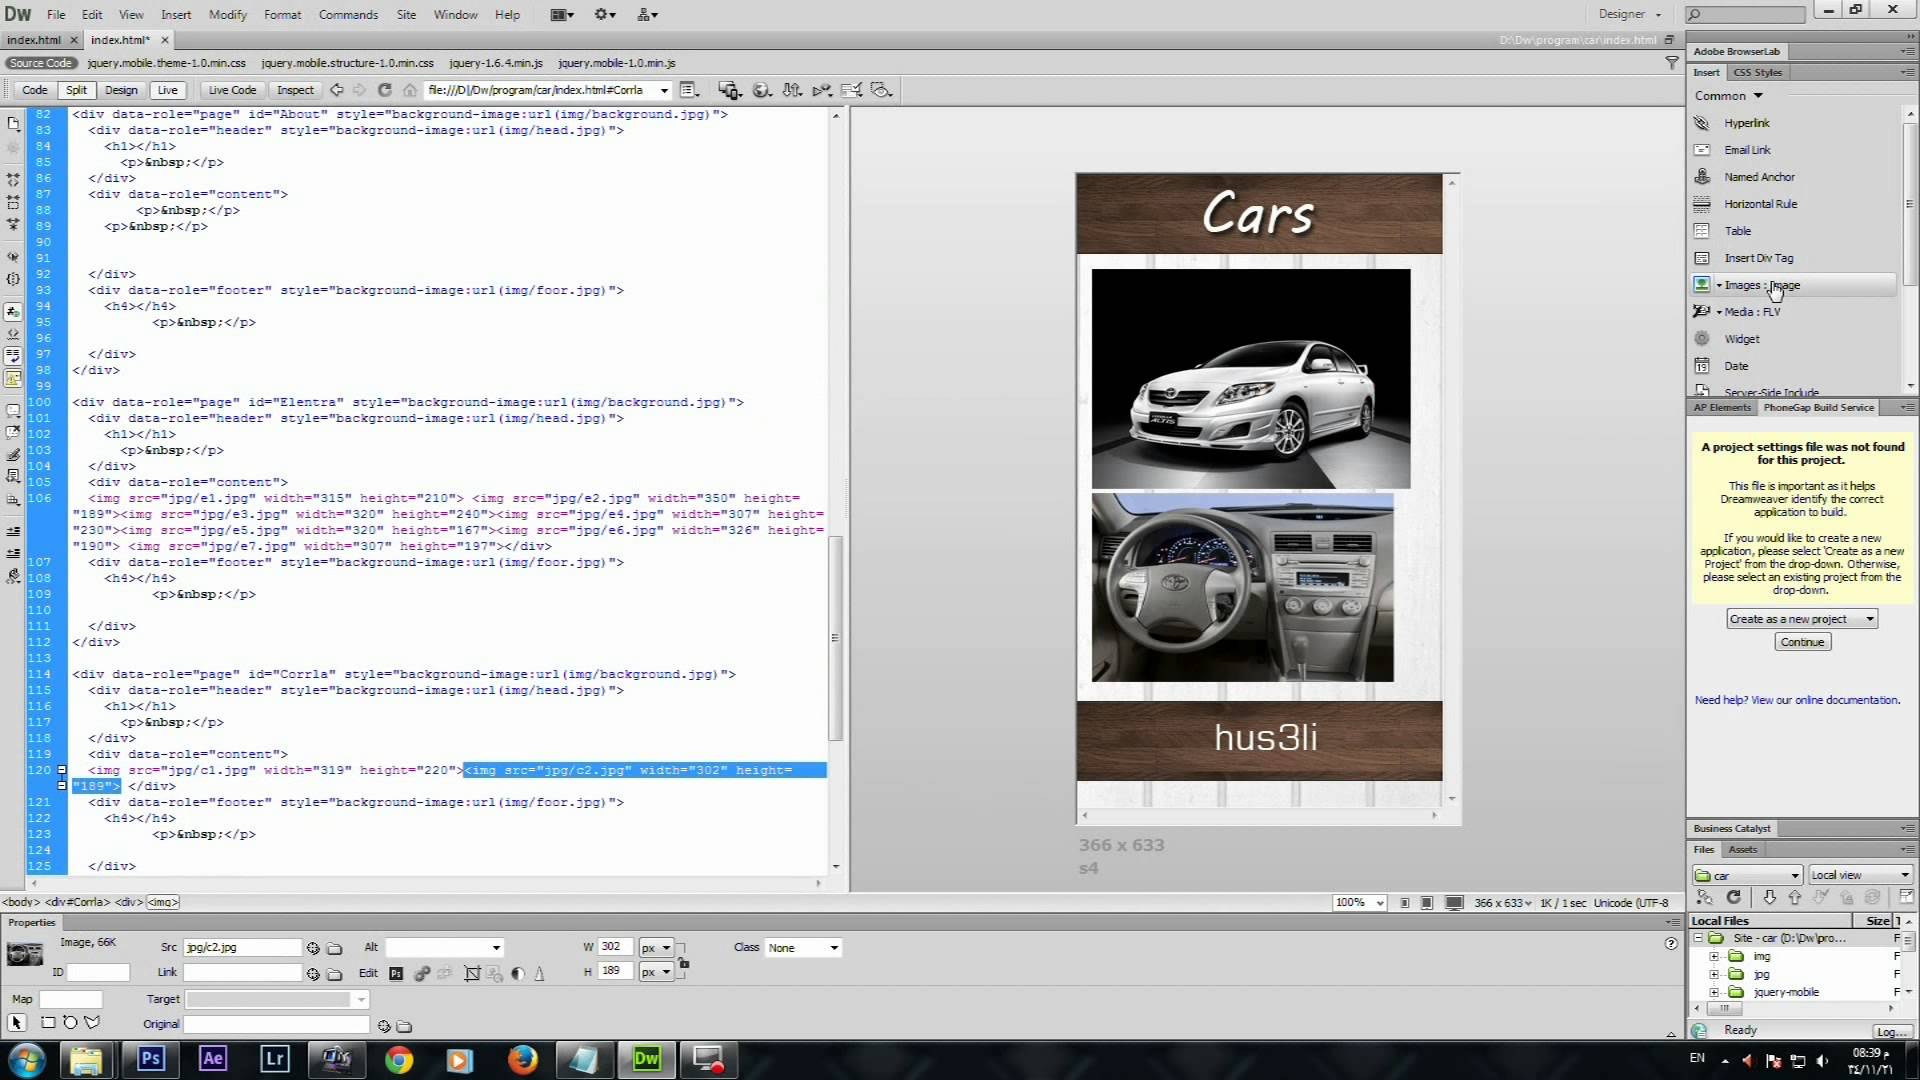 Dw File Edit View Insert Modify Format Commands Site Window Help Designer
index.html index.html* D:\Dw\program\car\index.html
Source Code jquery.mobile.theme-1.0.min.css jquery.mobile.structure-1.0.min.css jquery-1.6.4.min.js jquery.mobile-1.0.min.js
Code Split Design Live Live Code Inspect file:///D|/Dw/program/car/index.html#Corrla
82 <div data-role="page" id="About" style="background-image:url(img/background.jpg)">
83 <div data-role="header" style="background-image:url(img/head.jpg)">
84 <h1></h1>
85 <p>&nbsp;</p>
86 </div>
87 <div data-role="content">
88 <p>&nbsp;</p>
89 <p>&nbsp;</p>
90
91
92 </div>
93 <div data-role="footer" style="background-image:url(img/foor.jpg)">
94 <h4></h4>
95 <p>&nbsp;</p>
96
97 </div>
98 </div>
99
100 <div data-role="page" id="Elentra" style="background-image:url(img/background.jpg)">
101 <div data-role="header" style="background-image:url(img/head.jpg)">
102 <h1></h1>
103 <p>&nbsp;</p>
104 </div>
105 <div data-role="content">
106 <img src="jpg/e1.jpg" width="315" height="210"> <img src="jpg/e2.jpg" width="350" height=
"189"><img src="jpg/e3.jpg" width="320" height="240"><img src="jpg/e4.jpg" width="307" height=
"230"><img src="jpg/e5.jpg" width="320" height="167"><img src="jpg/e6.jpg" width="326" height=
"190"> <img src="jpg/e7.jpg" width="307" height="197"></div>
107 <div data-role="footer" style="background-image:url(img/foor.jpg)">
108 <h4></h4>
109 <p>&nbsp;</p>
110
111 </div>
112 </div>
113
114 <div data-role="page" id="Corrla" style="background-image:url(img/background.jpg)">
115 <div data-role="header" style="background-image:url(img/head.jpg)">
116 <h1></h1>
117 <p>&nbsp;</p>
118 </div>
119 <div data-role="content">
120 <img src="jpg/c1.jpg" width="319" height="220"><img src="jpg/c2.jpg" width="302" height=
"189"> </div>
121 <div data-role="footer" style="background-image:url(img/foor.jpg)">
122 <h4></h4>
123 <p>&nbsp;</p>
124
125 </div>
Cars
ALTIS
hus3li
366 x 633
s4
Adobe BrowserLab
Insert CSS Styles
Common
Hyperlink
Email Link
Named Anchor
Horizontal Rule
Table
Insert Div Tag
Images : Image
Media : FLV
Widget
19 Date
Server-Side Include
AP Elements PhoneGap Build Service
A project settings file was not found
for this project.
This file is important as it helps
Dreamweaver identify the correct
application to build.
If you would like to create a new
application, please select 'Create as a new
Project' from the drop-down. Otherwise,
please select an existing project from the
drop-down.
Create as a new project
Continue
Need help? View our online documentation.
Business Catalyst
Files Assets
car Local view
Local Files Size T
Site - car (D:\Dw\pro... F
img F
jpg F
jquery-mobile F
Ready Log...
<body> <div#Corrla> <div> <img> 100% 366 x 633 1K / 1 sec Unicode (UTF-8
Properties
Image, 66K Src jpg/c2.jpg Alt W 302 px Class None
ID Link Edit Ps H 189 px
Map Target
Original
Ps Ae Lr Dw EN 08:39 م
٣٤/١١/٢١